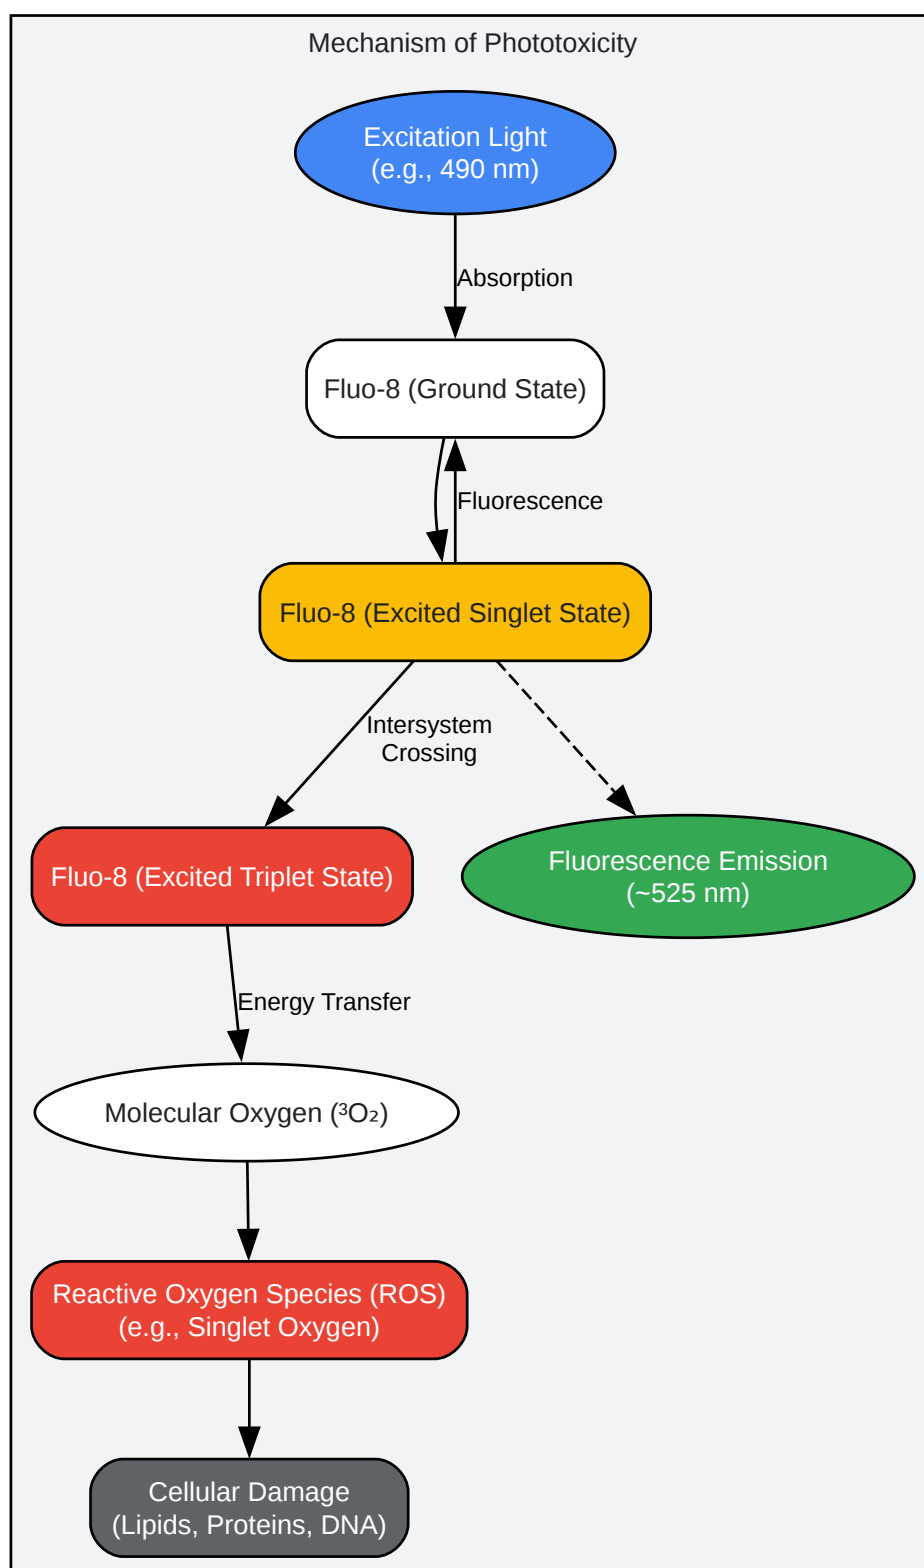 Mechanism of Phototoxicity
Excitation Light
(e.g., 490 nm)
Absorption
Fluo-8 (Ground State)
Fluorescence
Fluo-8 (Excited Singlet State)
Intersystem
Crossing
Fluo-8 (Excited Triplet State)
Fluorescence Emission
(~525 nm)
Energy Transfer
Molecular Oxygen (³O₂)
Reactive Oxygen Species (ROS)
(e.g., Singlet Oxygen)
Cellular Damage
(Lipids, Proteins, DNA)